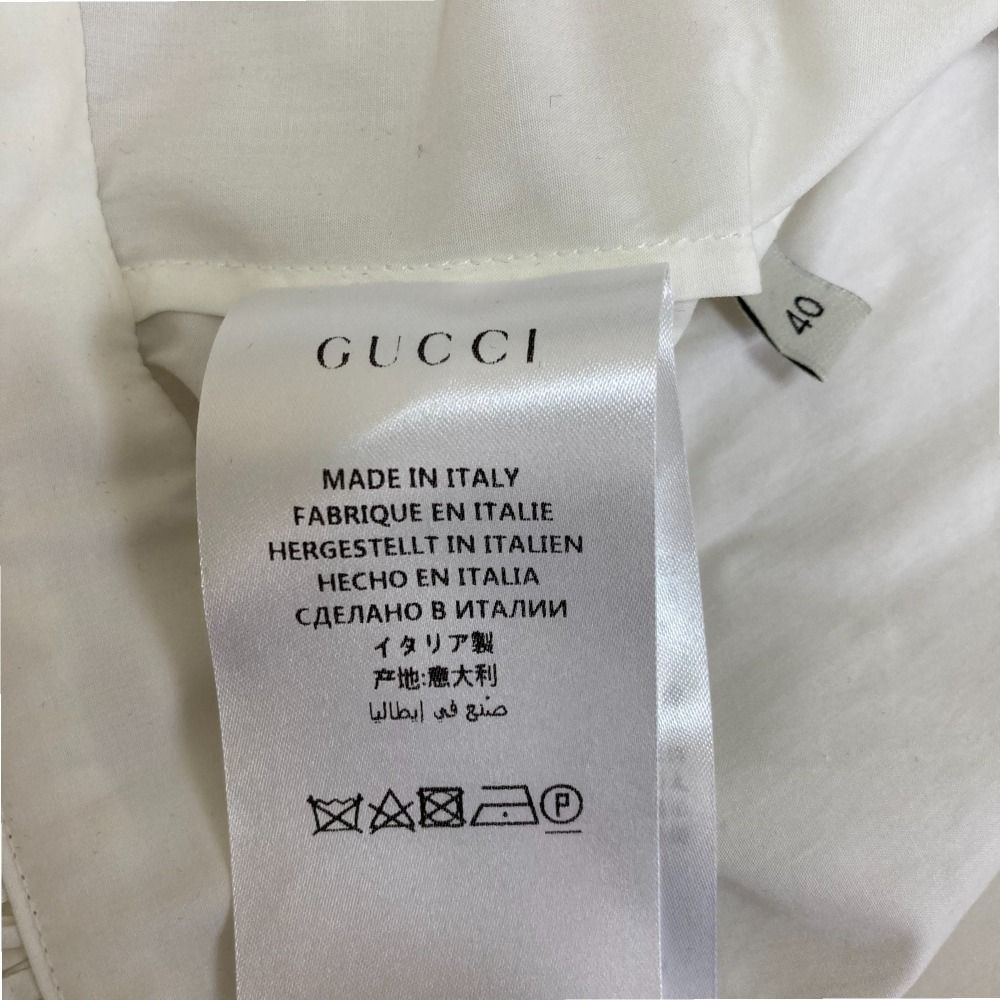 GUCCI
40
MADE IN ITALY
FABRIQUE EN ITALIE
HERGESTELLT IN ITALIEN
HECHO EN ITALIA
СДЕЛАНО В ИТАЛИИ
イタリア製
产地:意大利
صنع في إيطاليا
P